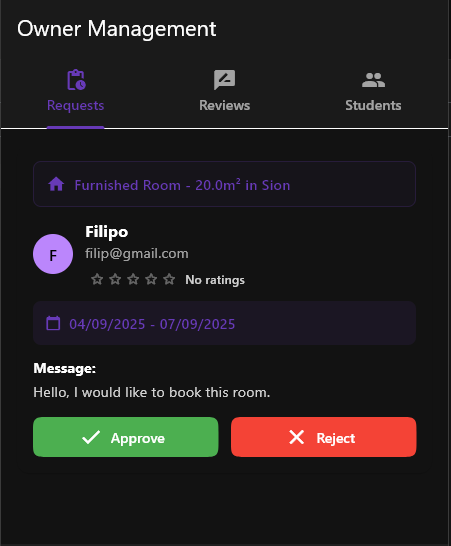 Owner Management
Requests Reviews Students
Furnished Room - 20.0m² in Sion
Filipo
F
filip@gmail.com
No ratings
04/09/2025 - 07/09/2025
Message:
Hello, I would like to book this room.
Approve Reject